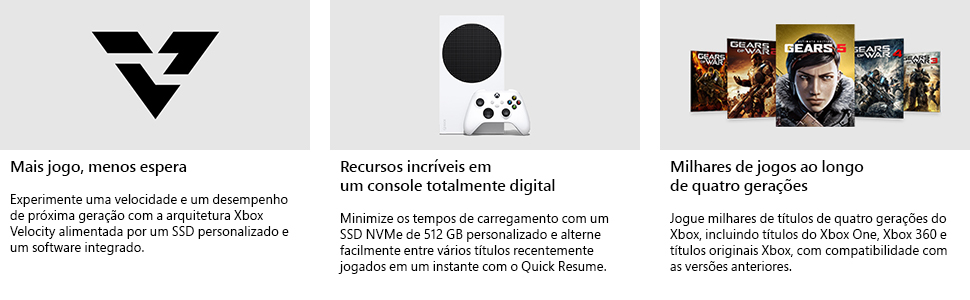 Mais jogo, menos espera
Experimente uma velocidade e um desempenho
de próxima geração com a arquitetura Xbox
Velocity alimentada por um SSD personalizado e
um software integrado.
Recursos incríveis em
um console totalmente digital
Minimize os tempos de carregamento com um
SSD NVMe de 512 GB personalizado e alterne
facilmente entre vários títulos recentemente
jogados em um instante com o Quick Resume.
GEARS OF WAR
GEARS OF WAR
GEARS 5
GEARS OF WAR 4
GEARS OF WAR 3
Milhares de jogos ao longo
de quatro gerações
Jogue milhares de títulos de quatro gerações do
Xbox, incluindo títulos do Xbox One, Xbox 360 e
títulos originais Xbox, com compatibilidade com
as versões anteriores.